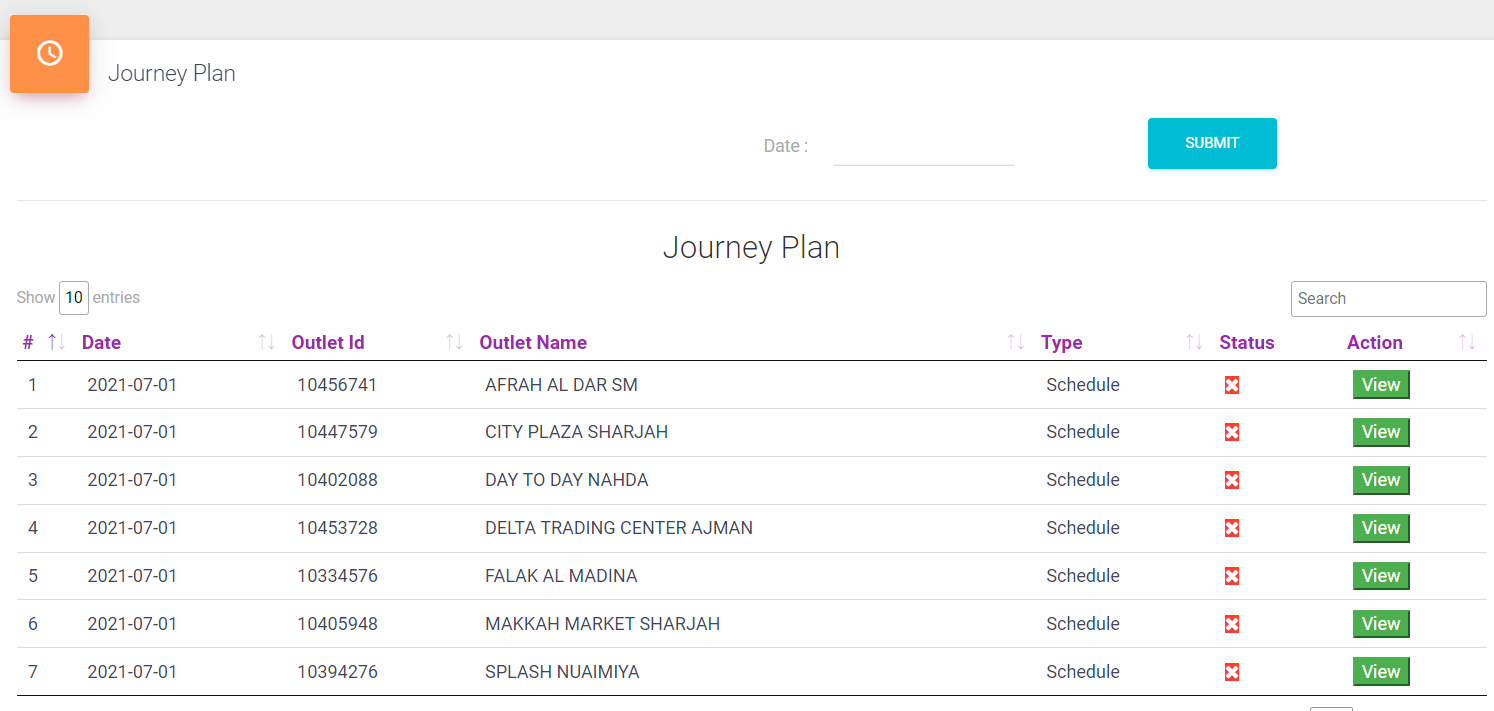 Journey Plan
Date :
SUBMIT
Journey Plan
Show 10 entries
Search
# Date Outlet Id Outlet Name Type Status Action
1 2021-07-01 10456741 AFRAH AL DAR SM Schedule View
2 2021-07-01 10447579 CITY PLAZA SHARJAH Schedule View
3 2021-07-01 10402088 DAY TO DAY NAHDA Schedule View
4 2021-07-01 10453728 DELTA TRADING CENTER AJMAN Schedule View
5 2021-07-01 10334576 FALAK AL MADINA Schedule View
6 2021-07-01 10405948 MAKKAH MARKET SHARJAH Schedule View
7 2021-07-01 10394276 SPLASH NUAIMIYA Schedule View